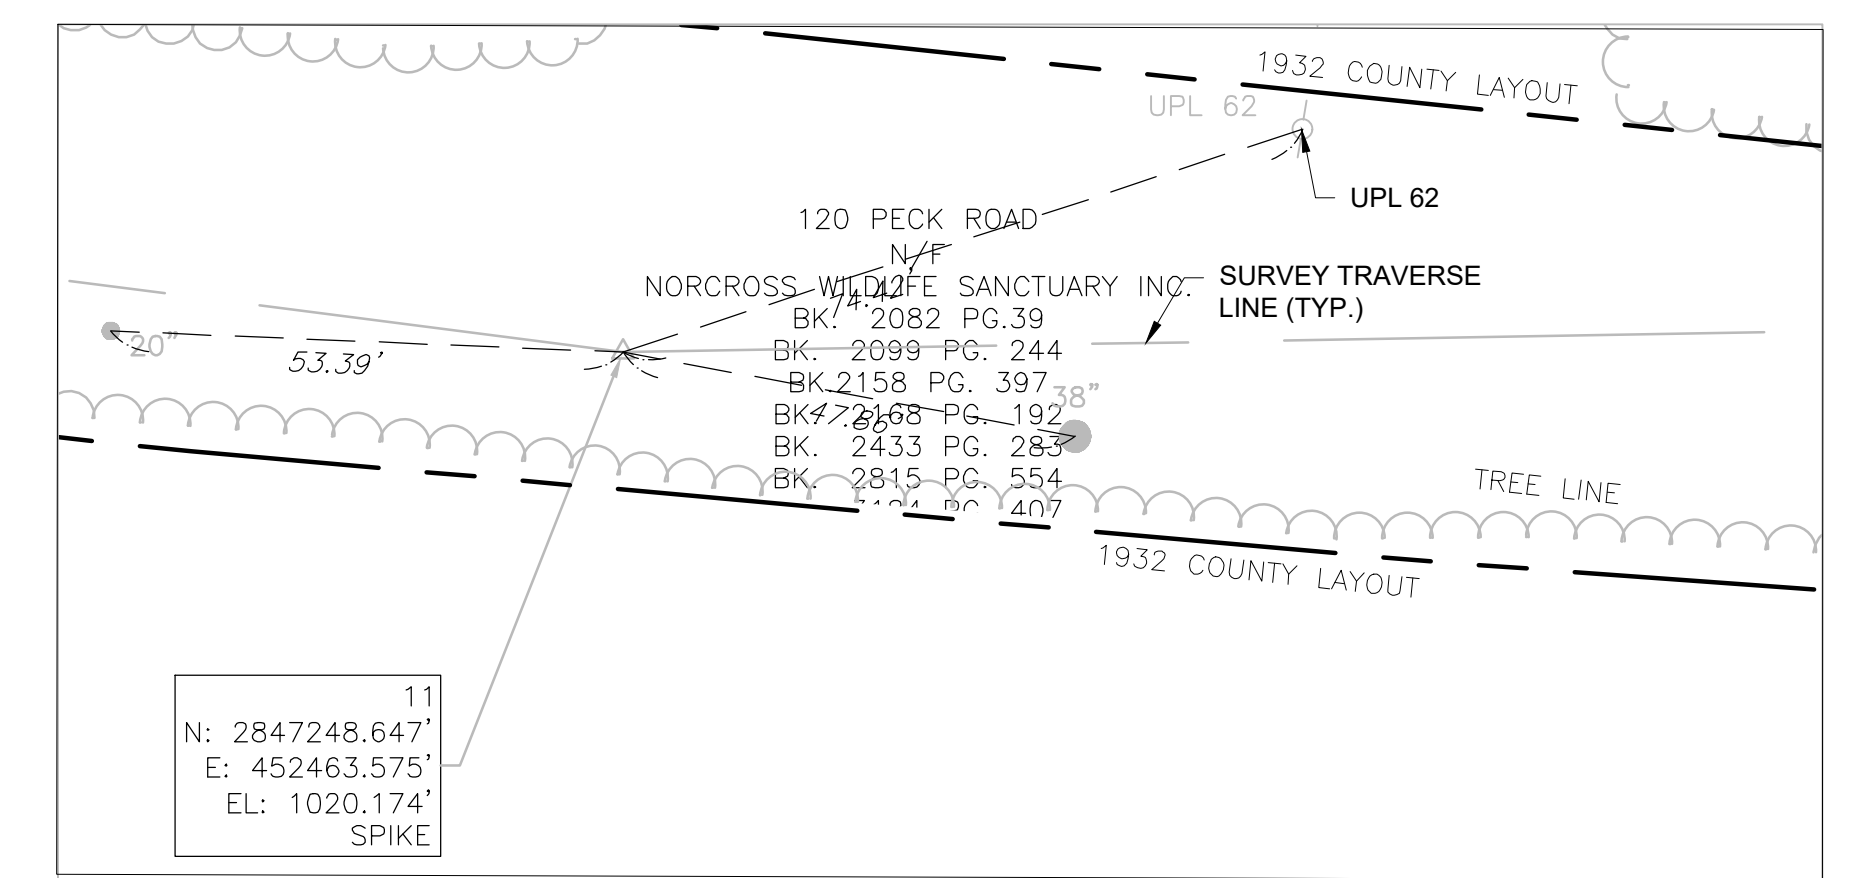 1932 COUNTY LAYOUT
UPL 62
UPL 62
120 PECK ROAD
N/F
NORCROSS WILDLIFE SANCTUARY INC.
74.42'
SURVEY TRAVERSE
LINE (TYP.)
BK. 2082 PG.39
BK. 2099 PG. 244
20"
53.39'
BK.2158 PG. 397
38"
BK. 2168 PG. 192
47.86'
BK. 2433 PG. 283
BK. 2815 PG. 554
PG. 407
TREE LINE
1932 COUNTY LAYOUT
11
N: 2847248.647'
E: 452463.575'
EL: 1020.174'
SPIKE